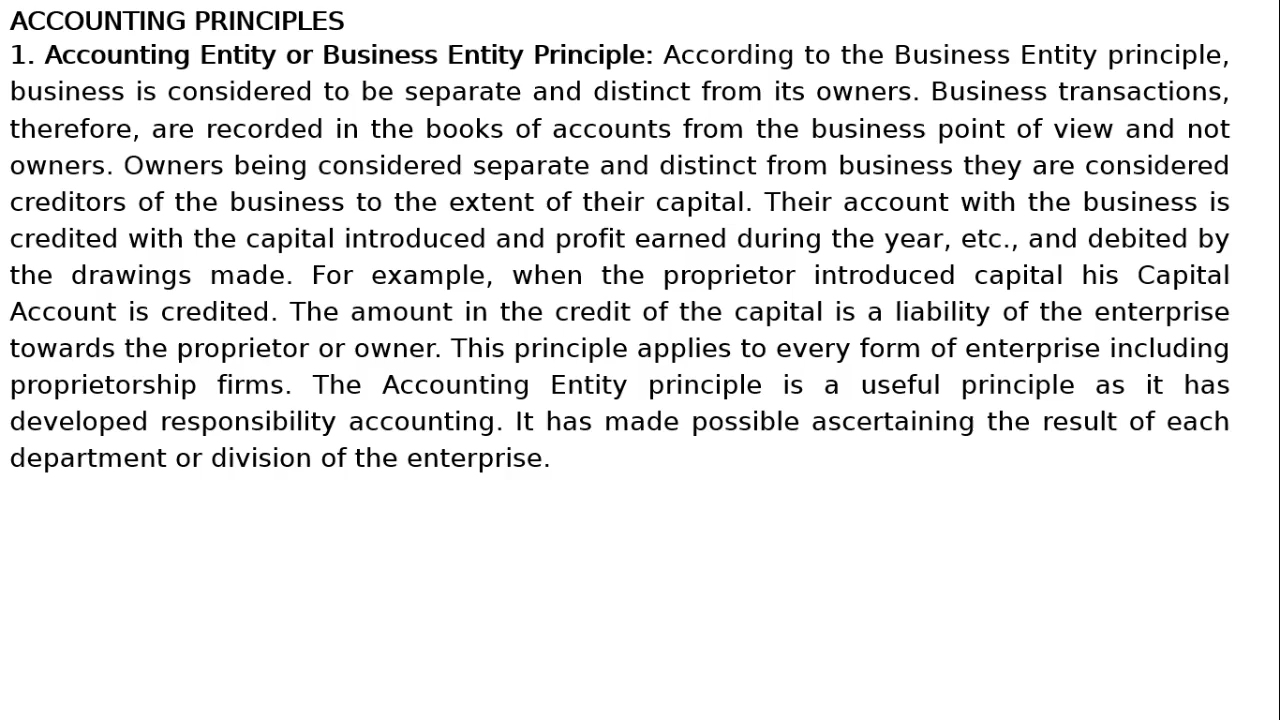 ACCOUNTING PRINCIPLES
1. Accounting Entity or Business Entity Principle: According to the Business Entity principle,
business is considered to be separate and distinct from its owners. Business transactions,
therefore, are recorded in the books of accounts from the business point of view and not
owners. Owners being considered separate and distinct from business they are considered
creditors of the business to the extent of their capital. Their account with the business is
credited with the capital introduced and profit earned during the year, etc., and debited by
the drawings made. For example, when the proprietor introduced capital his Capital
Account is credited. The amount in the credit of the capital is a liability of the enterprise
towards the proprietor or owner. This principle applies to every form of enterprise including
proprietorship firms. The Accounting Entity principle is a useful principle as it has
developed responsibility accounting. It has made possible ascertaining the result of each
department or division of the enterprise.